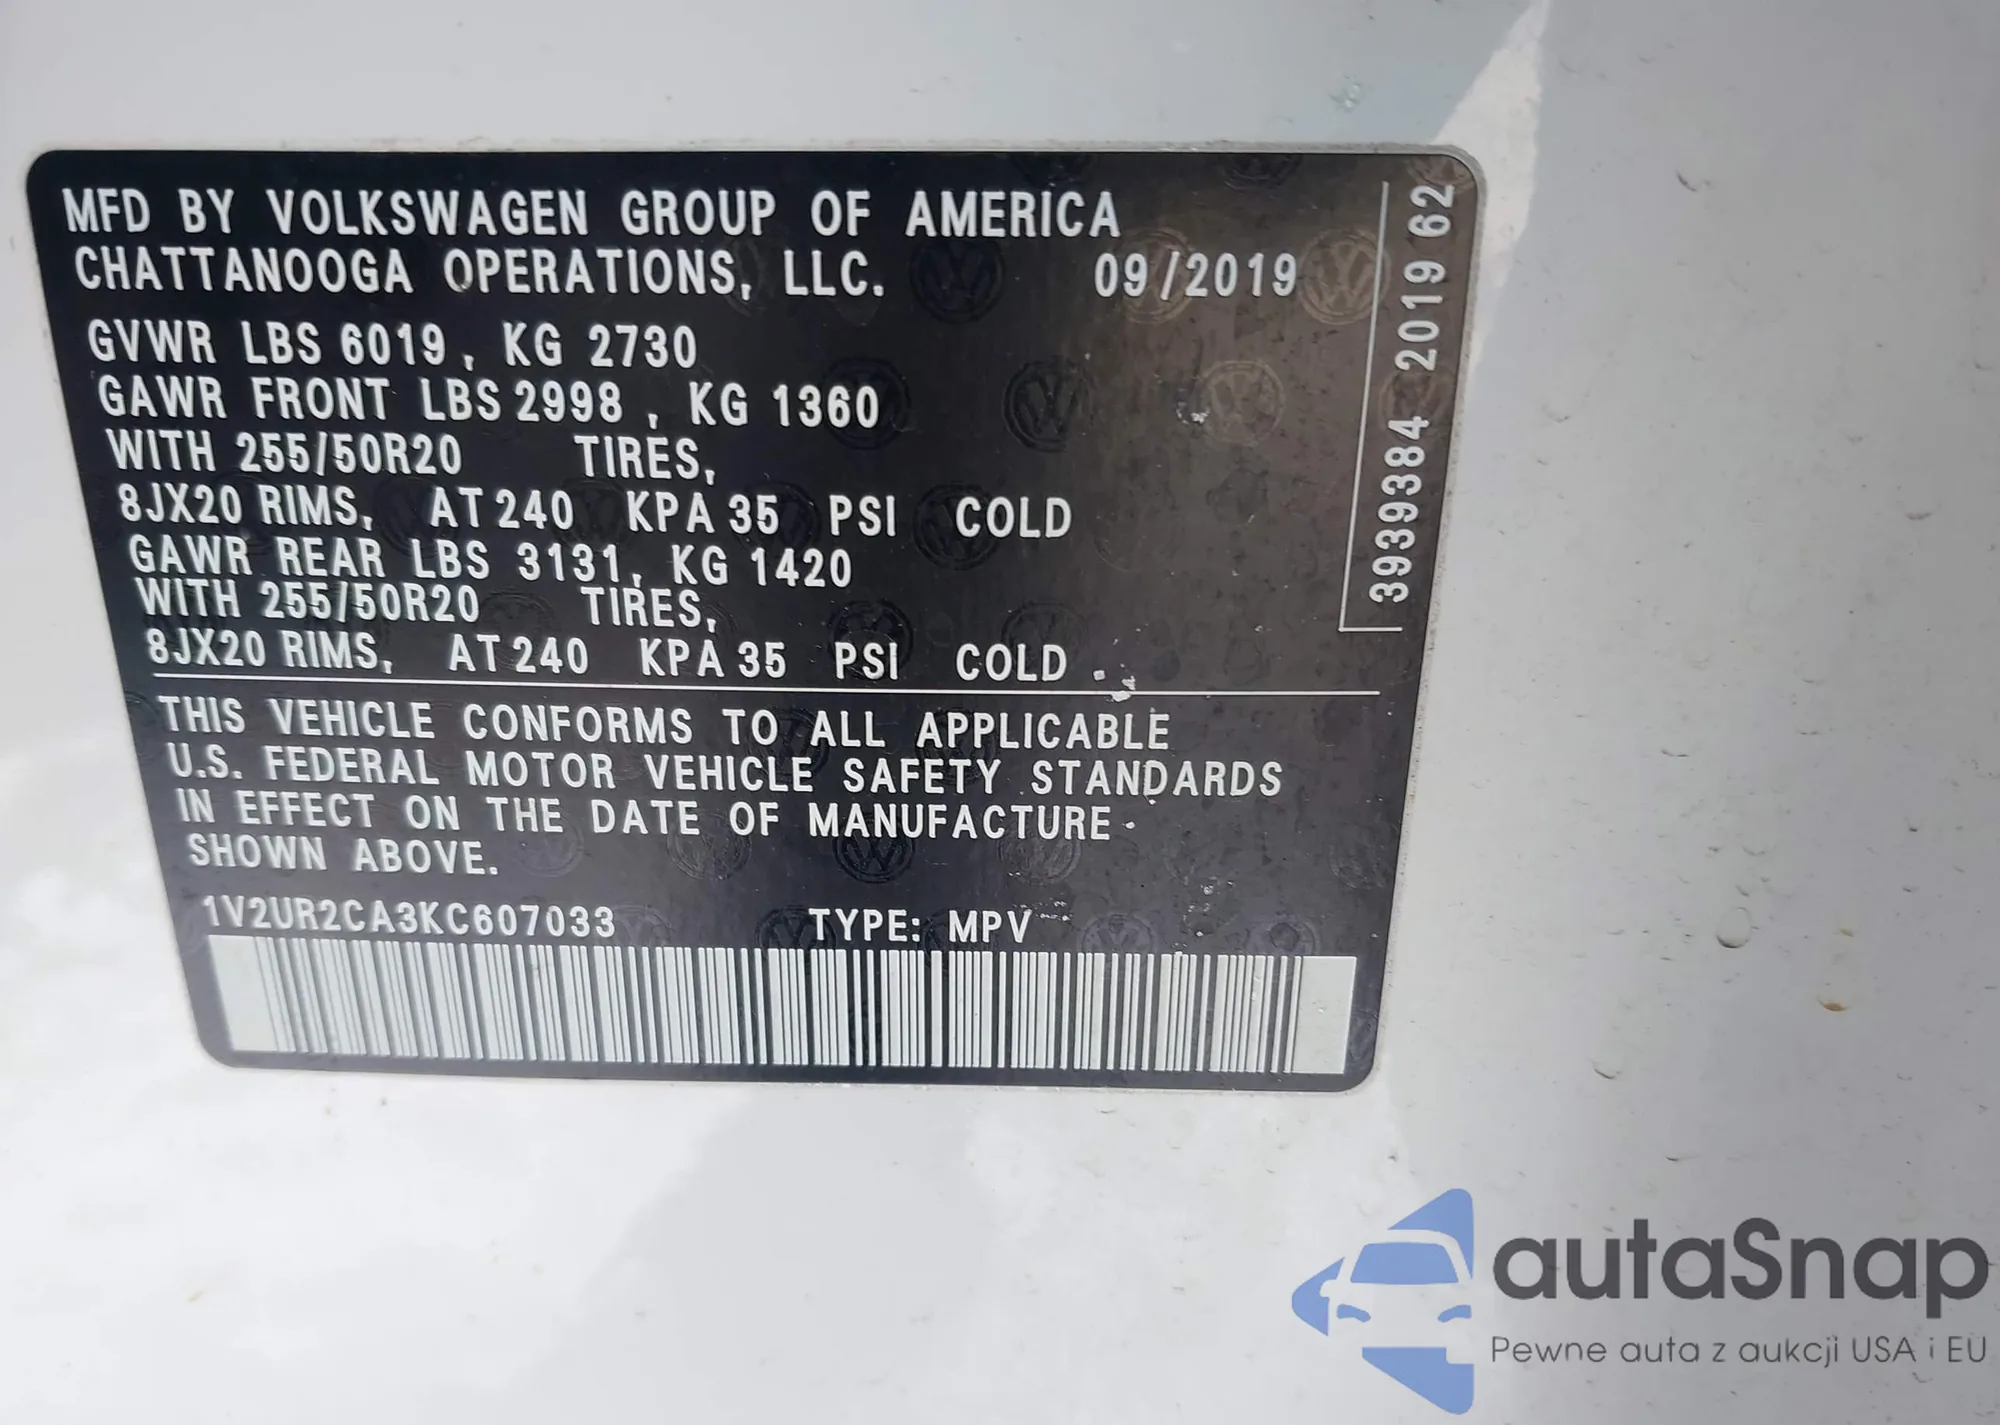 MFD BY VOLKSWAGEN GROUP OF AMERICA
CHATTANOOGA OPERATIONS, LLC. 09/2019
GVWR LBS 6019, KG 2730
GAWR FRONT LBS 2998, KG 1360
WITH 255/50R20 TIRES,
8JX20 RIMS, AT 240 KPA 35 PSI COLD
GAWR REAR LBS 3131, KG 1420
WITH 255/50R20 TIRES,
8JX20 RIMS, AT 240 KPA 35 PSI COLD
THIS VEHICLE CONFORMS TO ALL APPLICABLE
U.S. FEDERAL MOTOR VEHICLE SAFETY STANDARDS
IN EFFECT ON THE DATE OF MANUFACTURE
SHOWN ABOVE.
1V2UR2CA3KC607033 TYPE: MPV
3939384 2019 62
autaSnap
Pewne auta z aukcji USA i EU